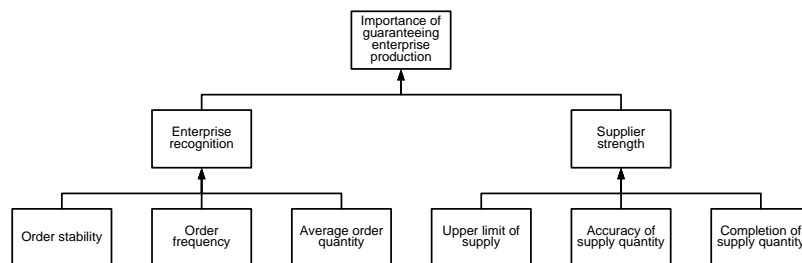 Importance of
guaranteeing
enterprise
production
Enterprise
recognition
Supplier
strength
Order stability
Order
frequency
Average order
quantity
Upper limit of
supply
Accuracy of
supply quantity
Completion of
supply quantity